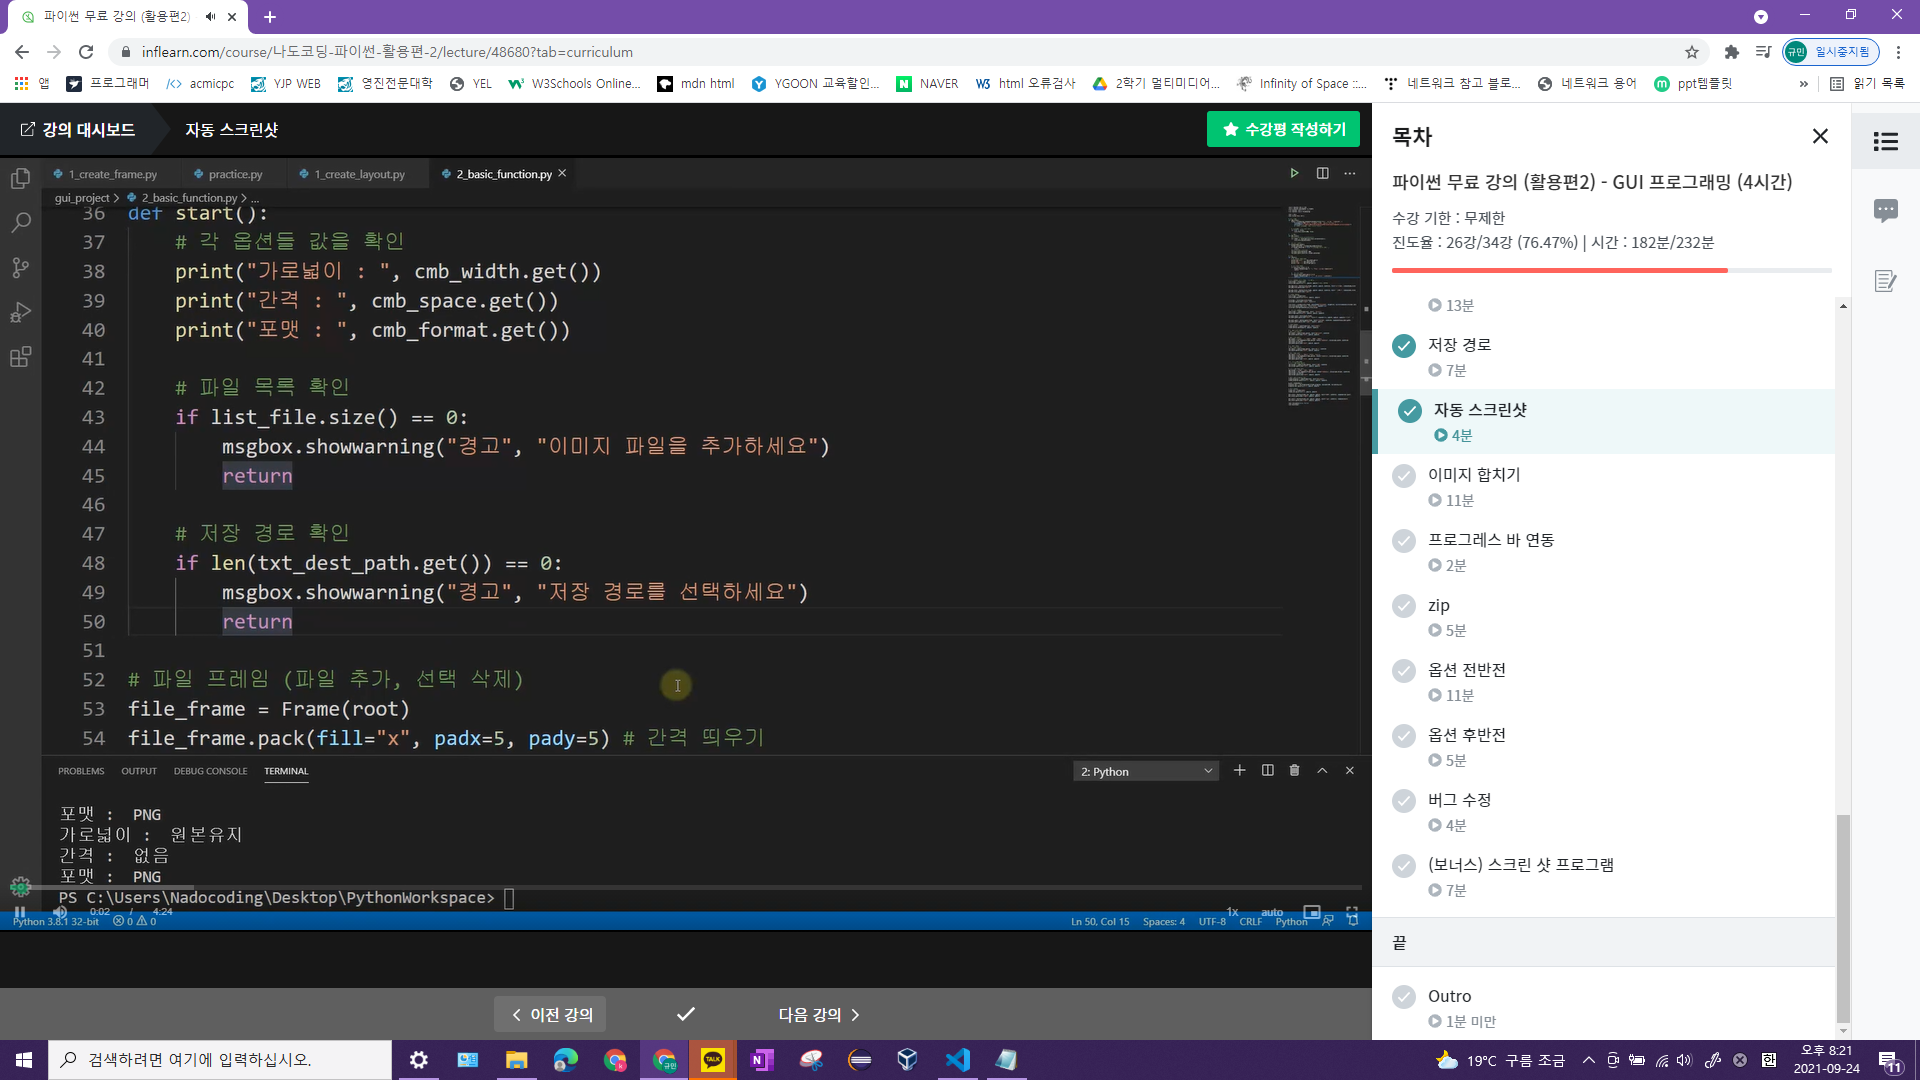 파이썬 무료 강의 (활용편2)
inflearn.com/course/나도코딩-파이썬-활용편-2/lecture/48680?tab=curriculum
규민 일시중지됨
앱 프로그래머 acmicpc YJP WEB 영진전문대학 YEL W3Schools Online... mdn html YGOON 교육할인... NAVER html 오류검사 2학기 멀티미디어... Infinity of Space ::... 네트워크 참고 블로... 네트워크 용어 ppt템플릿 » 읽기 목록
강의 대시보드 자동 스크린샷 수강평 작성하기
1_create_frame.py practice.py 1_create_layout.py 2_basic_function.py
gui_project > 2_basic_function.py > ...
36 def start():
37 # 각 옵션들 값을 확인
38 print("가로넓이 : ", cmb_width.get())
39 print("간격 : ", cmb_space.get())
40 print("포맷 : ", cmb_format.get())
41
42 # 파일 목록 확인
43 if list_file.size() == 0:
44 msgbox.showwarning("경고", "이미지 파일을 추가하세요")
45 return
46
47 # 저장 경로 확인
48 if len(txt_dest_path.get()) == 0:
49 msgbox.showwarning("경고", "저장 경로를 선택하세요")
50 return
51
52 # 파일 프레임 (파일 추가, 선택 삭제)
53 file_frame = Frame(root)
54 file_frame.pack(fill="x", padx=5, pady=5) # 간격 띄우기
PROBLEMS OUTPUT DEBUG CONSOLE TERMINAL 2: Python
포맷 : PNG
가로넓이 : 원본유지
간격 : 없음
포맷 : PNG
PS C:\Users\Nadocoding\Desktop\PythonWorkspace>
0:02 / 4:24 1x auto
Python 3.8.1 32-bit 0 0 Ln 50, Col 15 Spaces: 4 UTF-8 CRLF Python
이전 강의 다음 강의
목차
파이썬 무료 강의 (활용편2) - GUI 프로그래밍 (4시간)
수강 기한 : 무제한
진도율 : 26강/34강 (76.47%) | 시간 : 182분/232분
13분
저장 경로
7분
자동 스크린샷
4분
이미지 합치기
11분
프로그레스 바 연동
2분
zip
5분
옵션 전반전
11분
옵션 후반전
5분
버그 수정
4분
(보너스) 스크린 샷 프로그램
7분
끝
Outro
1분 미만
검색하려면 여기에 입력하십시오.
TALK
규민
19°C 구름 조금
한
오후 8:21
2021-09-24
11